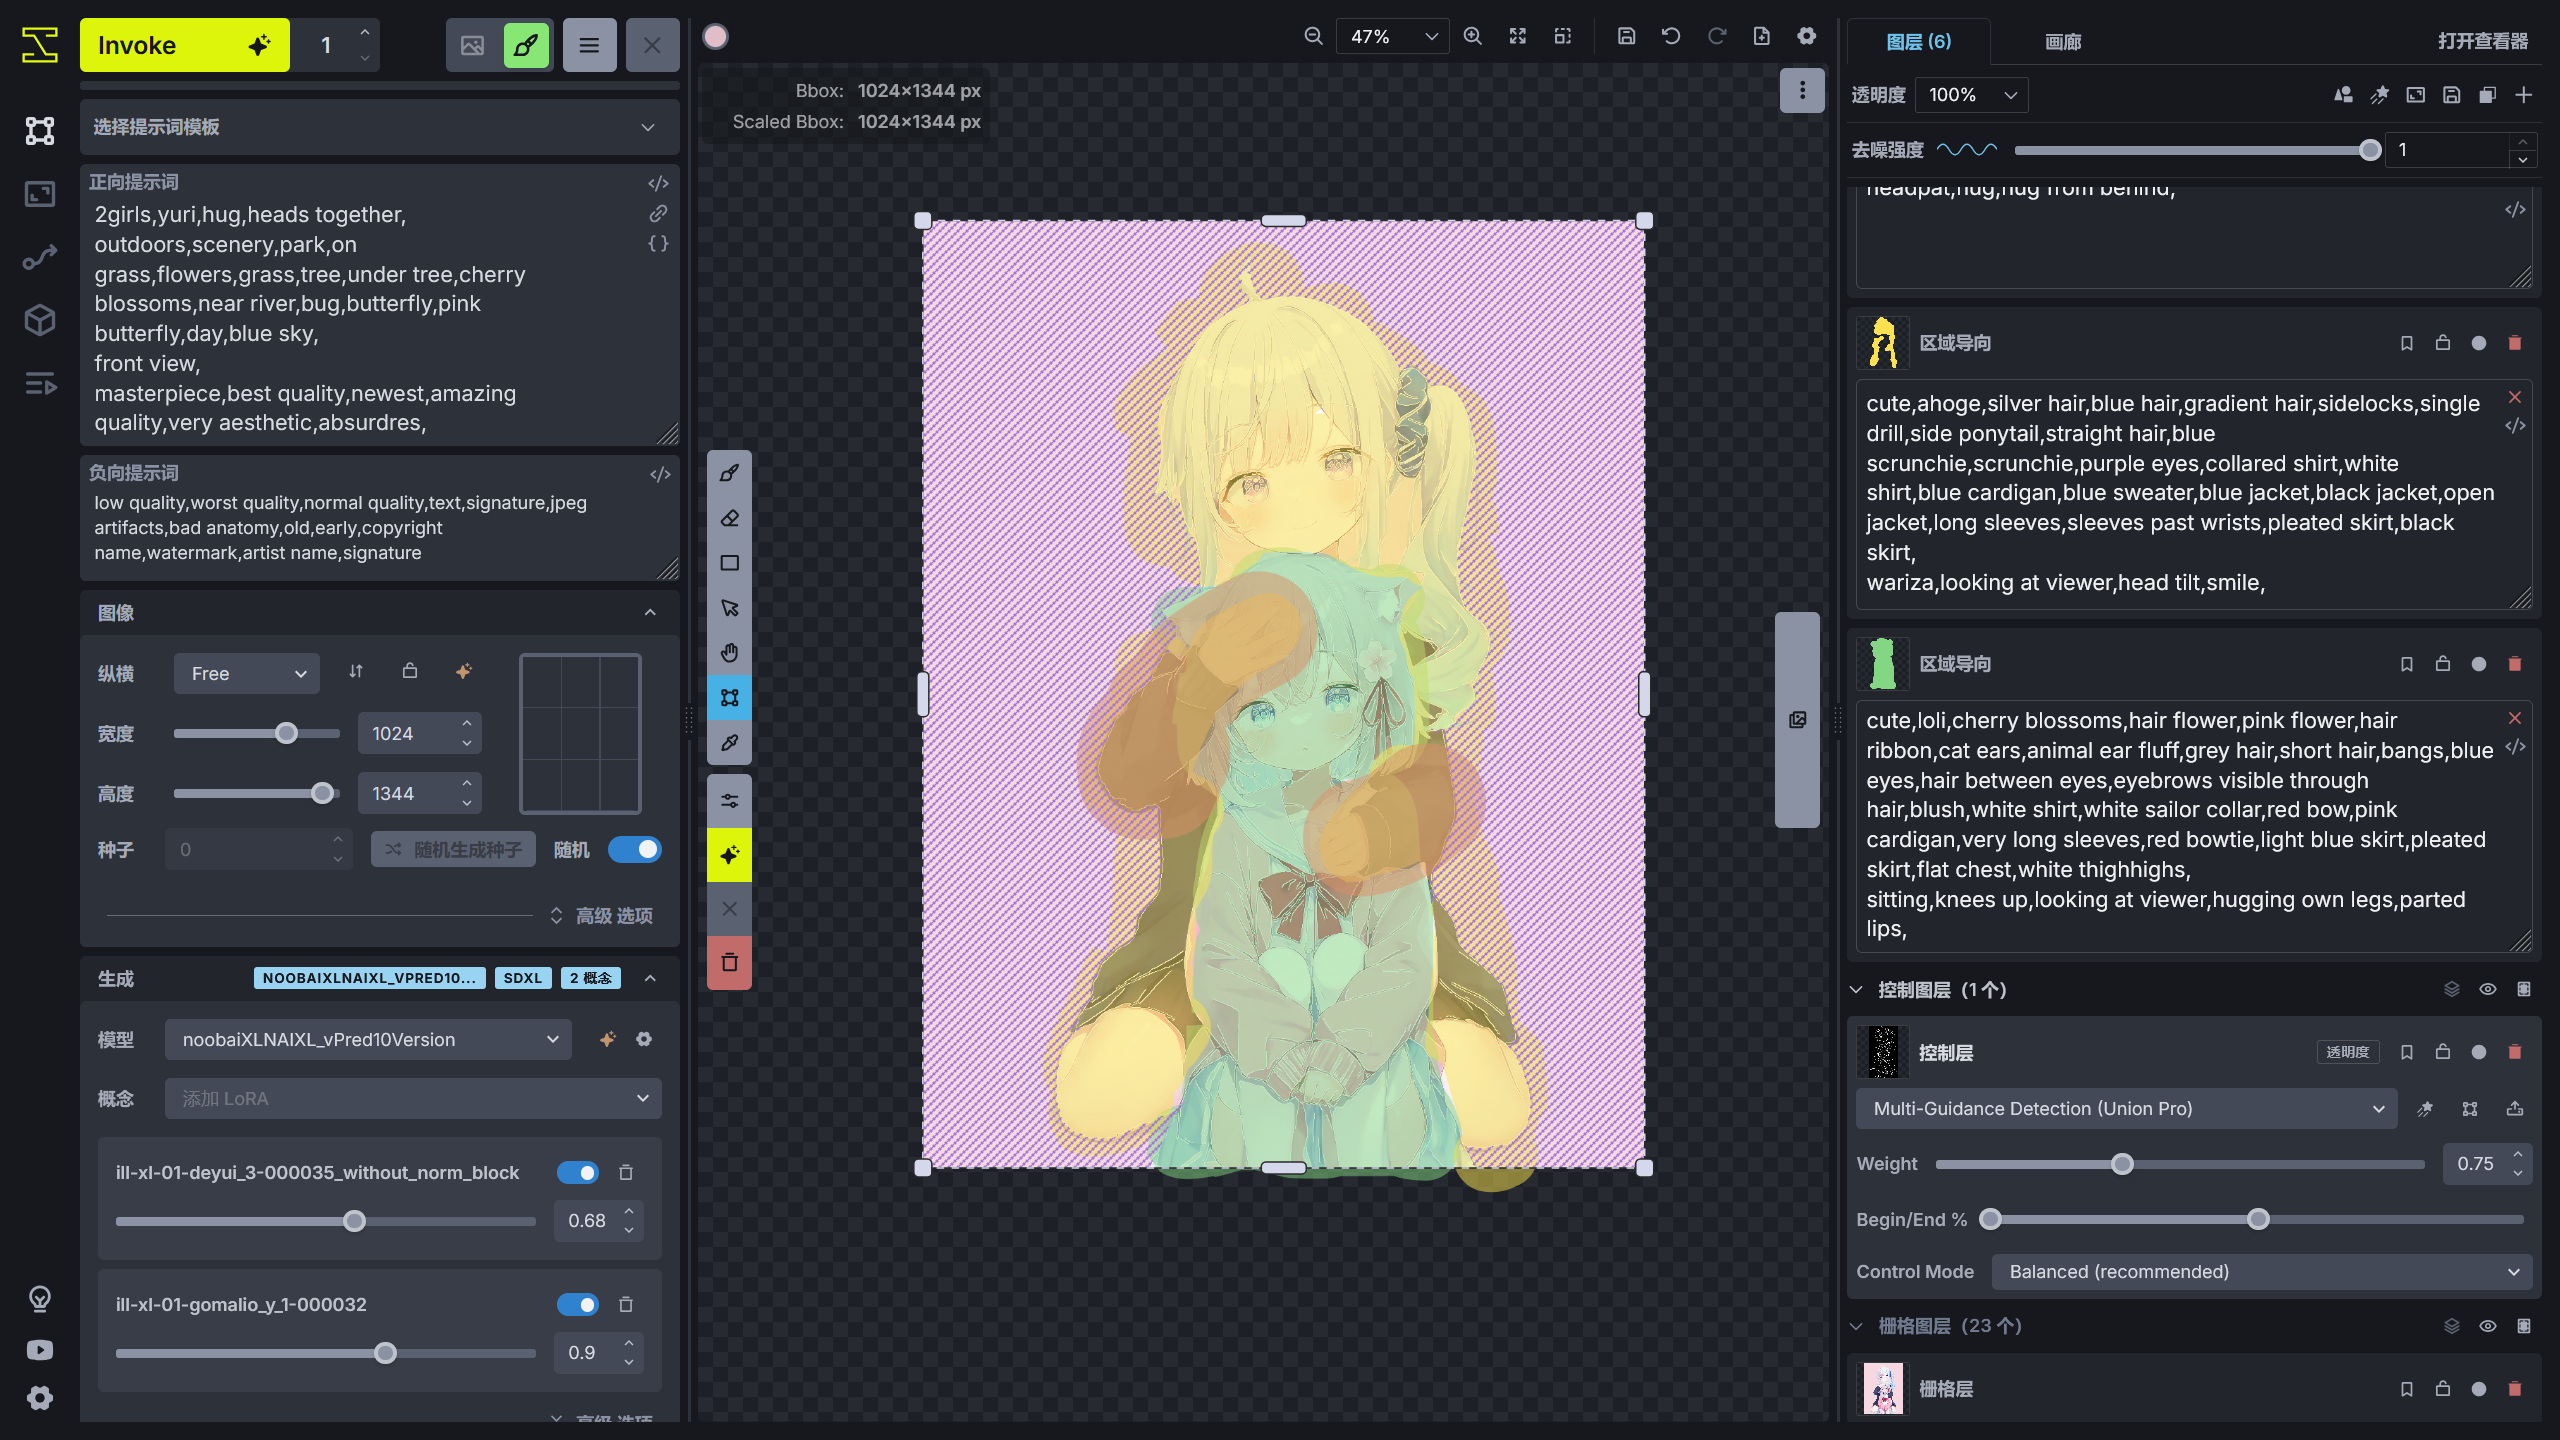 Invoke
1
选择提示词模板
正向提示词
2girls,yuri,hug,heads together,
outdoors,scenery,park,on
grass,flowers,grass,tree,under tree,cherry
blossoms,near river,bug,butterfly,pink
butterfly,day,blue sky,
front view,
masterpiece,best quality,newest,amazing
quality,very aesthetic,absurdres,
负向提示词
low quality,worst quality,normal quality,text,signature,jpeg
artifacts,bad anatomy,old,early,copyright
name,watermark,artist name,signature
图像
纵横
Free
宽度
1024
高度
1344
种子
0
随机生成种子
随机
高级 选项
生成
NOOBAIXLNAIXL_VPRED10...
SDXL
2 概念
模型
noobaiXLNAIXL_vPred10Version
概念
添加 LoRA
ill-xl-01-deyui_3-000035_without_norm_block
0.68
ill-xl-01-gomalio_y_1-000032
0.9
高级 选项
47%
Bbox: 1024×1344 px
Scaled Bbox: 1024×1344 px
图层 (6)
画廊
打开查看器
透明度
100%
去噪强度
1
headpat,hug,hug from behind,
区域导向
cute,ahoge,silver hair,blue hair,gradient hair,sidelocks,single
drill,side ponytail,straight hair,blue
scrunchie,scrunchie,purple eyes,collared shirt,white
shirt,blue cardigan,blue sweater,blue jacket,black jacket,open
jacket,long sleeves,sleeves past wrists,pleated skirt,black
skirt,
wariza,looking at viewer,head tilt,smile,
区域导向
cute,loli,cherry blossoms,hair flower,pink flower,hair
ribbon,cat ears,animal ear fluff,grey hair,short hair,bangs,blue
eyes,hair between eyes,eyebrows visible through
hair,blush,white shirt,white sailor collar,red bow,pink
cardigan,very long sleeves,red bowtie,light blue skirt,pleated
skirt,flat chest,white thighhighs,
sitting,knees up,looking at viewer,hugging own legs,parted
lips,
控制图层 (1 个)
控制层
透明度
Multi-Guidance Detection (Union Pro)
Weight
0.75
Begin/End %
Control Mode
Balanced (recommended)
栅格图层 (23 个)
栅格层